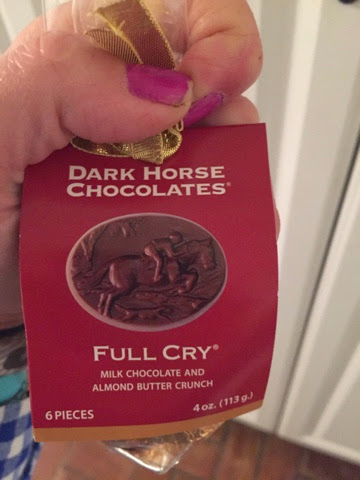 DARK HORSE
CHOCOLATES®
FULL CRY®
MILK CHOCOLATE AND
ALMOND BUTTER CRUNCH
6 PIECES
4 oz. (113 g.)